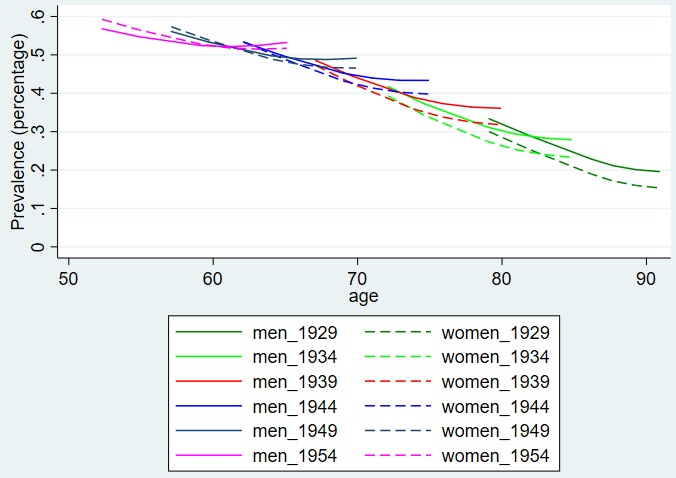 Prevalence (percentage)
.6
.5
.4
.3
.2
.1
0
50 60 70 80 90
age
men_1929 women_1929
men_1934 women_1934
men_1939 women_1939
men_1944 women_1944
men_1949 women_1949
men_1954 women_1954